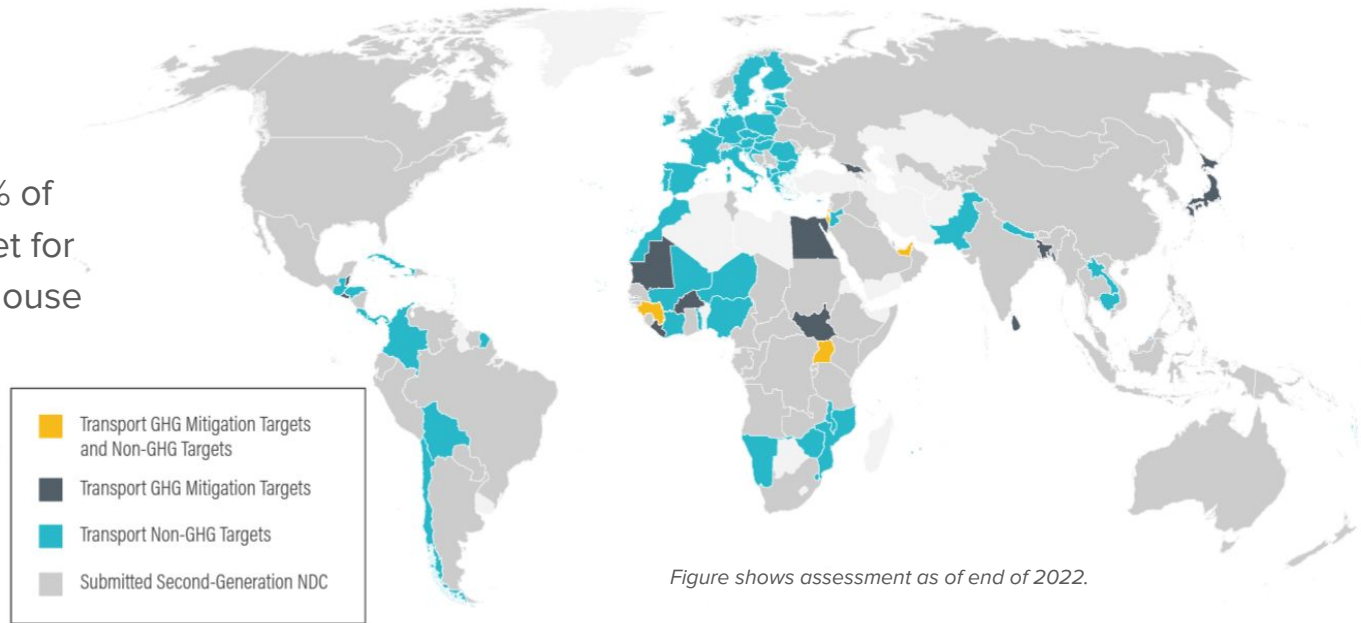 % of
et for
ouse
Transport GHG Mitigation Targets
and Non-GHG Targets
Transport GHG Mitigation Targets
Transport Non-GHG Targets
Submitted Second-Generation NDC
Figure shows assessment as of end of 2022.